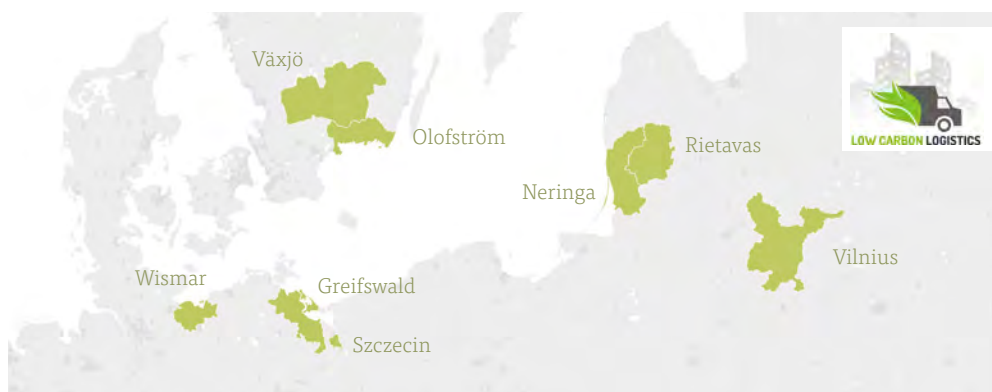 Växjö
Olofström
Rietavas
Neringa
Vilnius
Wismar
Greifswald
Szczecin
LOW CARBON LOGISTICS